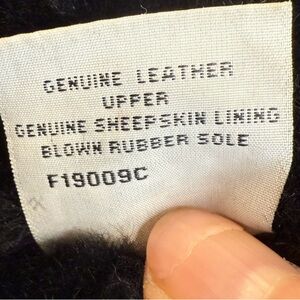 GENUINE LEATHER
UPPER
GENUINE SHEEPSKIN LINING
BLOWN RUBBER SOLE
F19009C